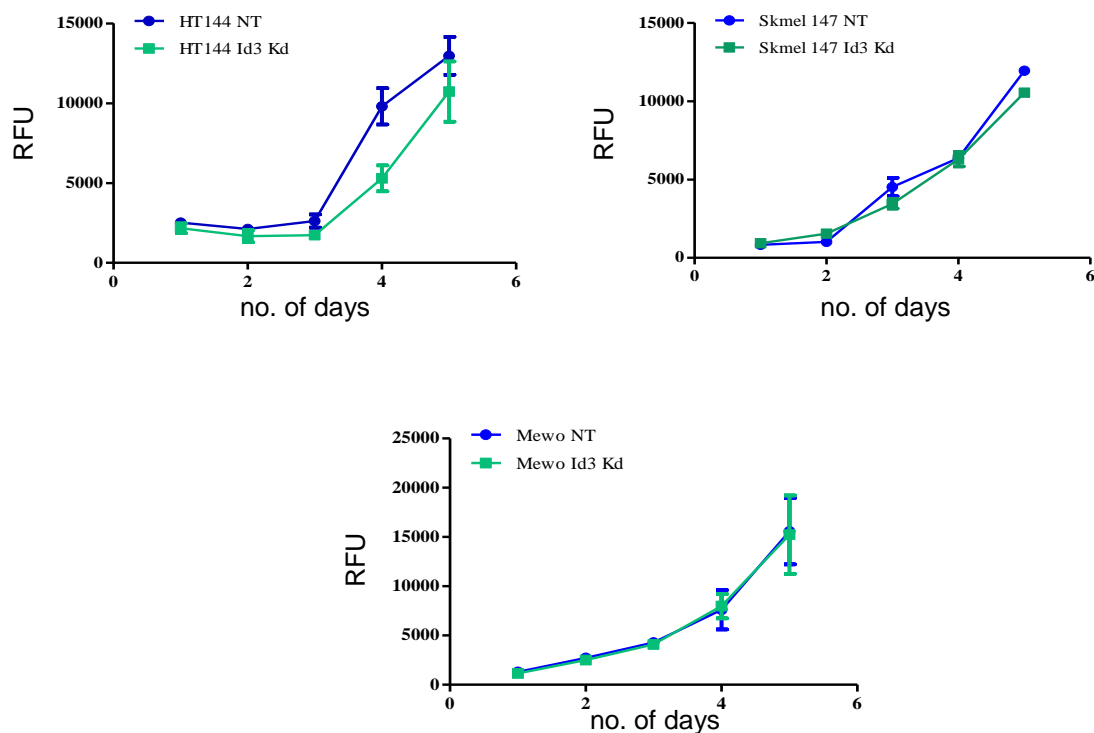 HT144 NT
HT144 Id3 Kd
15000
10000
5000
0
RFU
0 2 4 6
no. of days
Skmel 147 NT
Skmel 147 Id3 Kd
15000
10000
5000
0
RFU
0 2 4 6
no. of days
Mewo NT
Mewo Id3 Kd
25000
20000
15000
10000
5000
0
RFU
0 2 4 6
no. of days